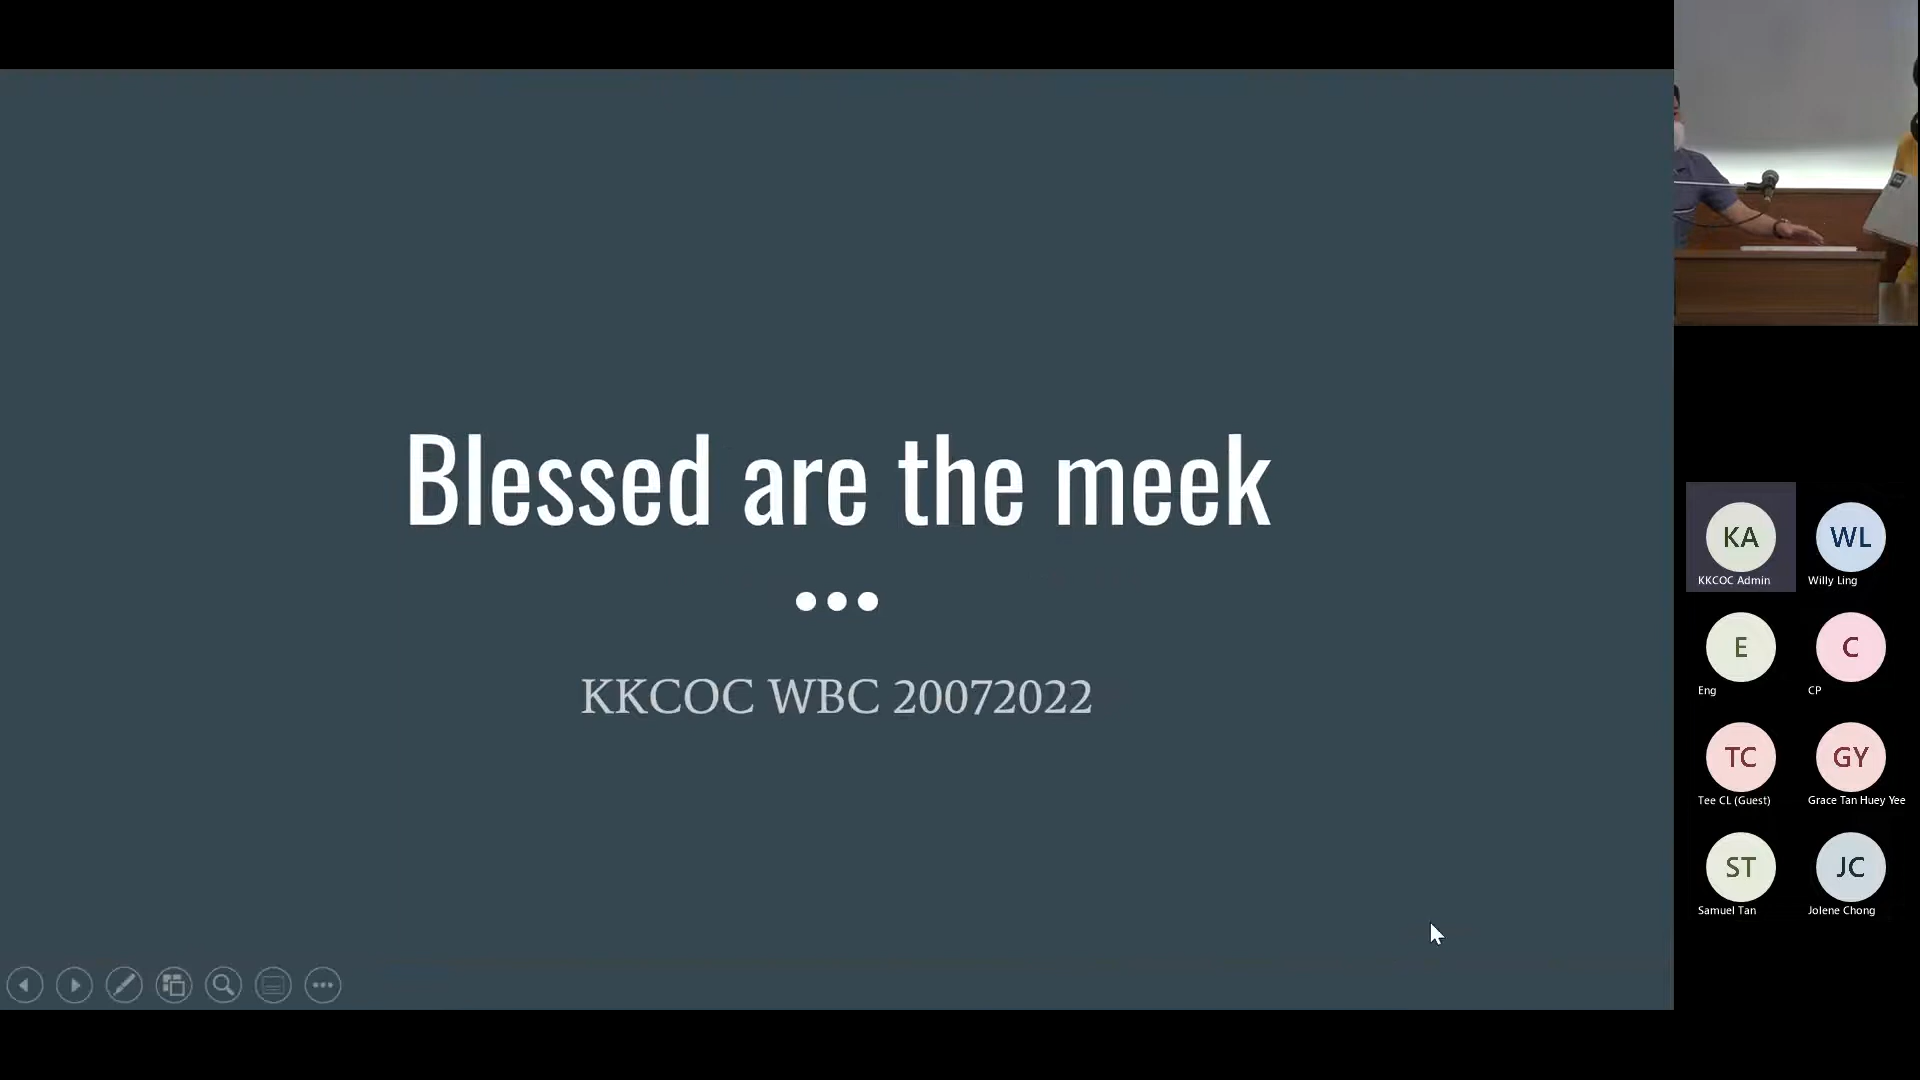 Blessed are the meek
KKCOC WBC 20072022
KA
KKCOC Admin
WL
Willy Ling
E
Eng
C
CP
TC
Tee CL (Guest)
GY
Grace Tan Huey Yee
ST
Samuel Tan
JC
Jolene Chong